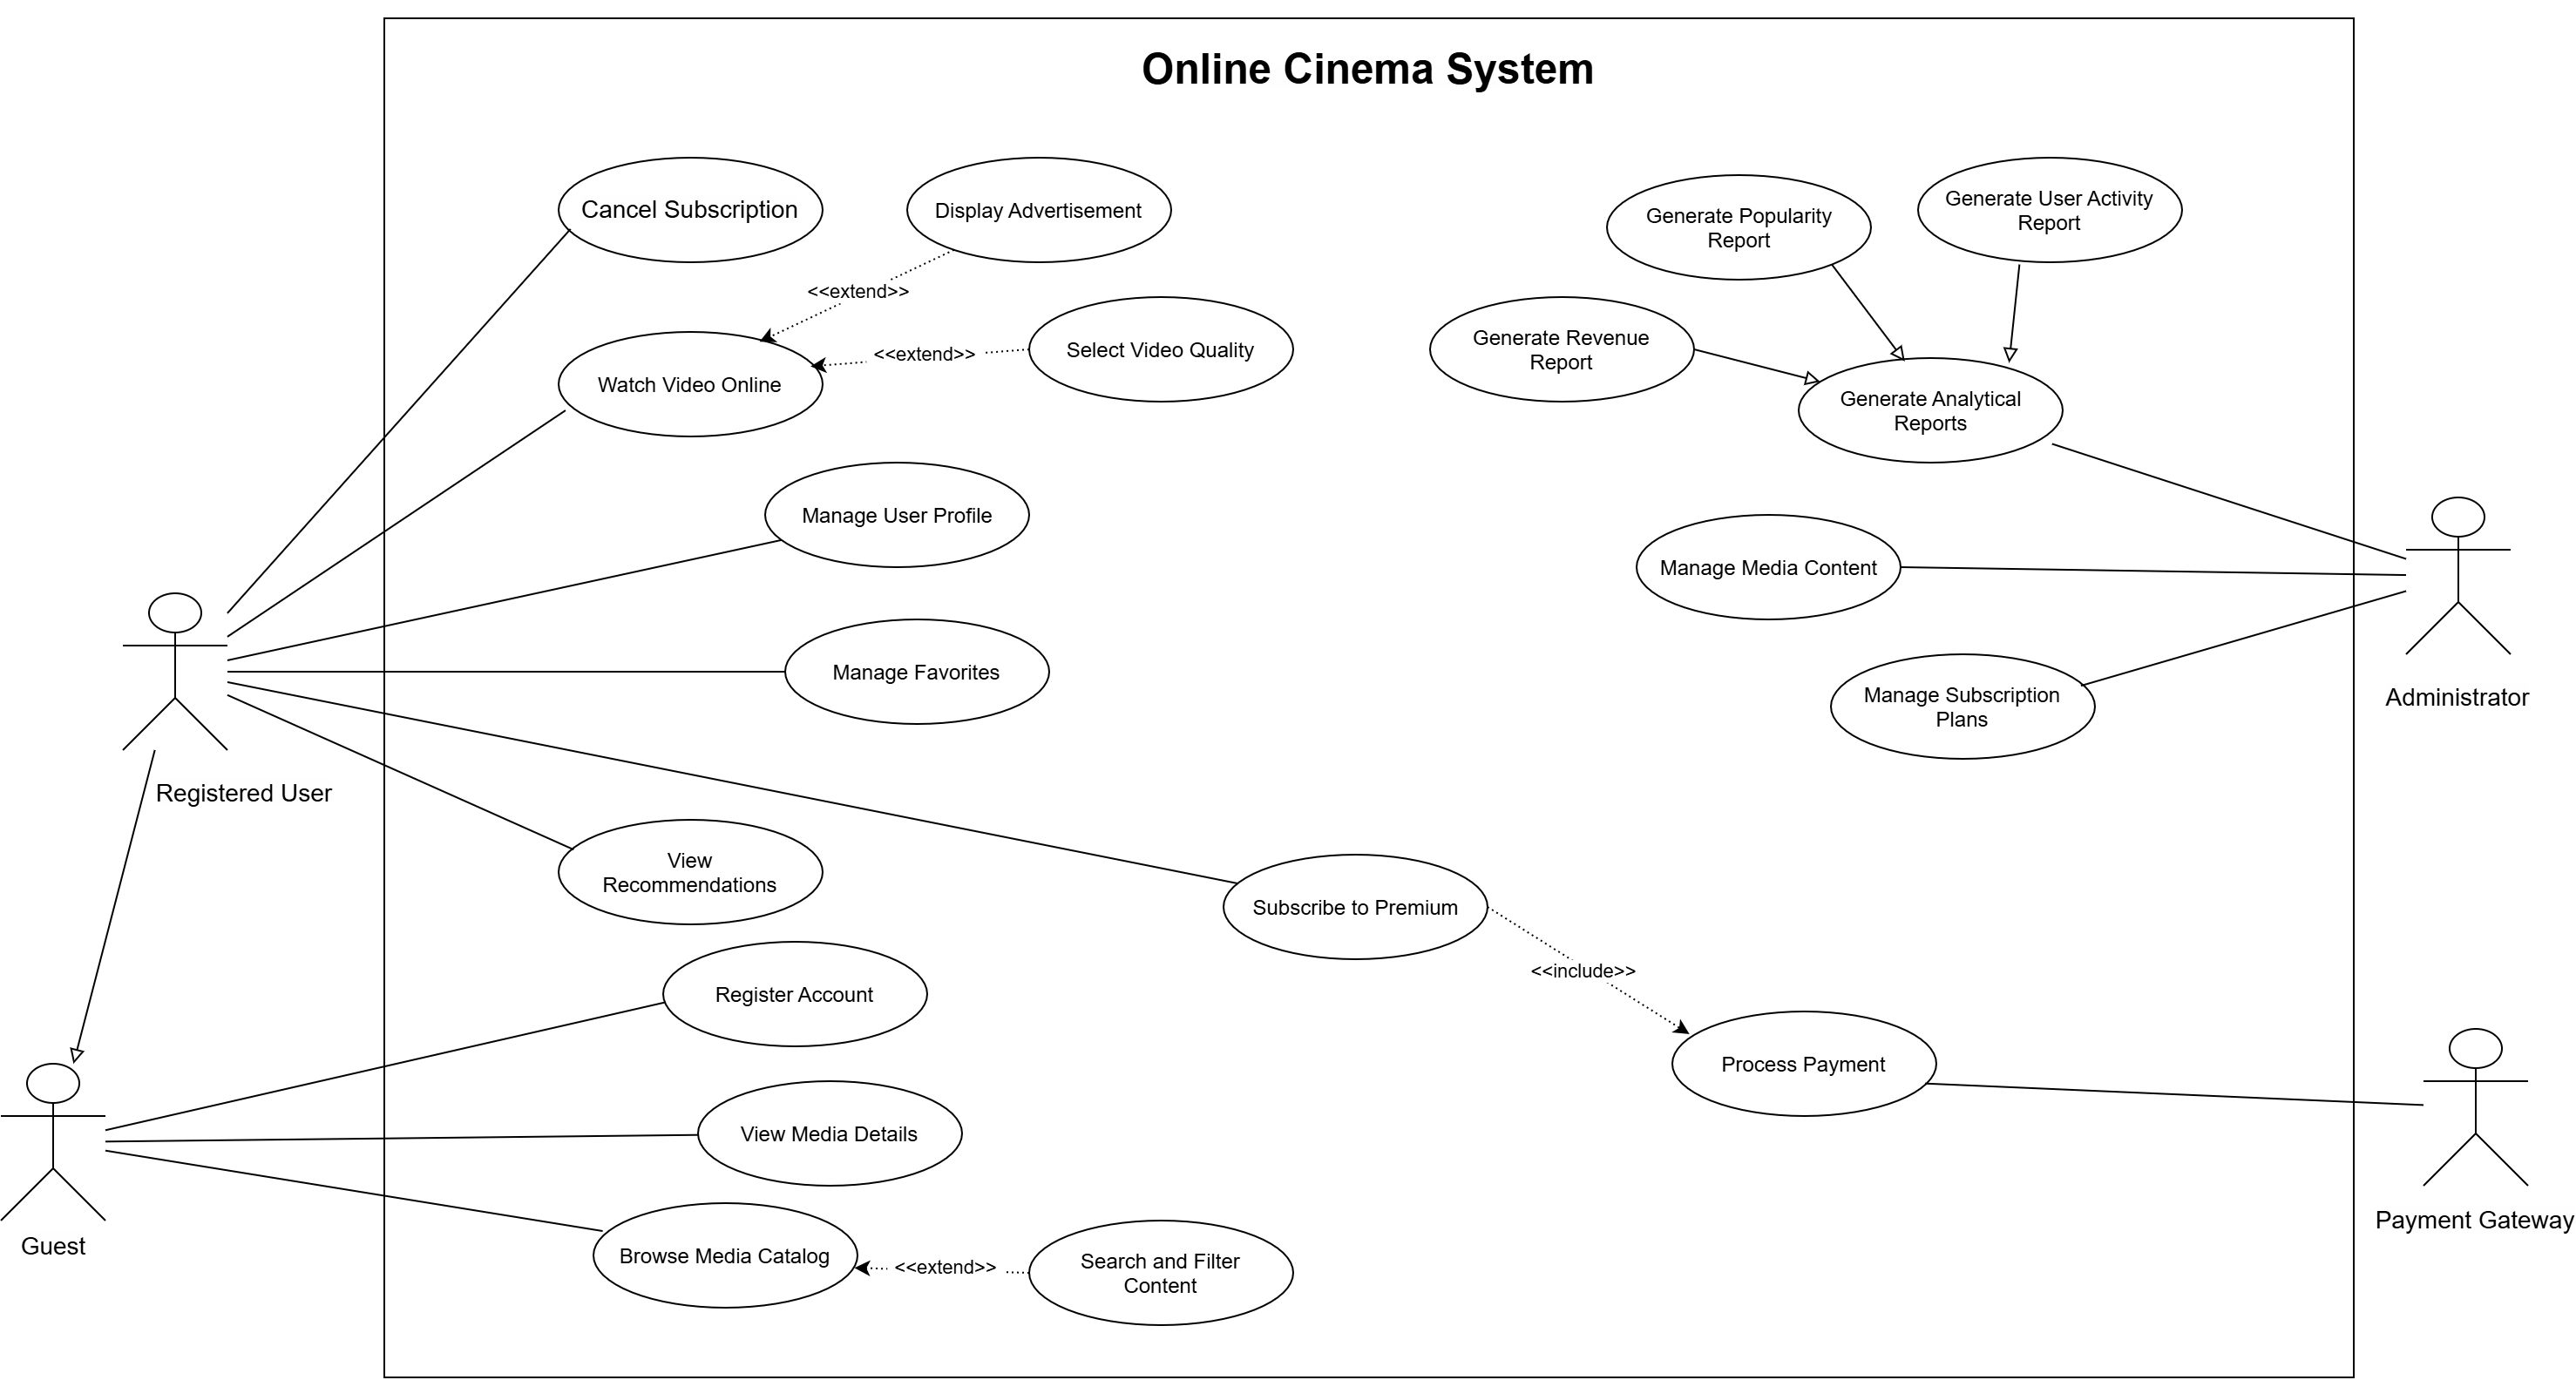 Online Cinema System
Cancel Subscription
Display Advertisement
Generate Popularity
Report
Generate User Activity
Report
<<extend>>
<<extend>>
Select Video Quality
Generate Revenue
Report
Watch Video Online
Generate Analytical
Reports
Manage User Profile
Manage Media Content
Manage Favorites
Manage Subscription
Plans
Administrator
Registered User
View
Recommendations
Subscribe to Premium
<<include>>
Register Account
Process Payment
View Media Details
Payment Gateway
Guest
Browse Media Catalog
<<extend>>
Search and Filter
Content